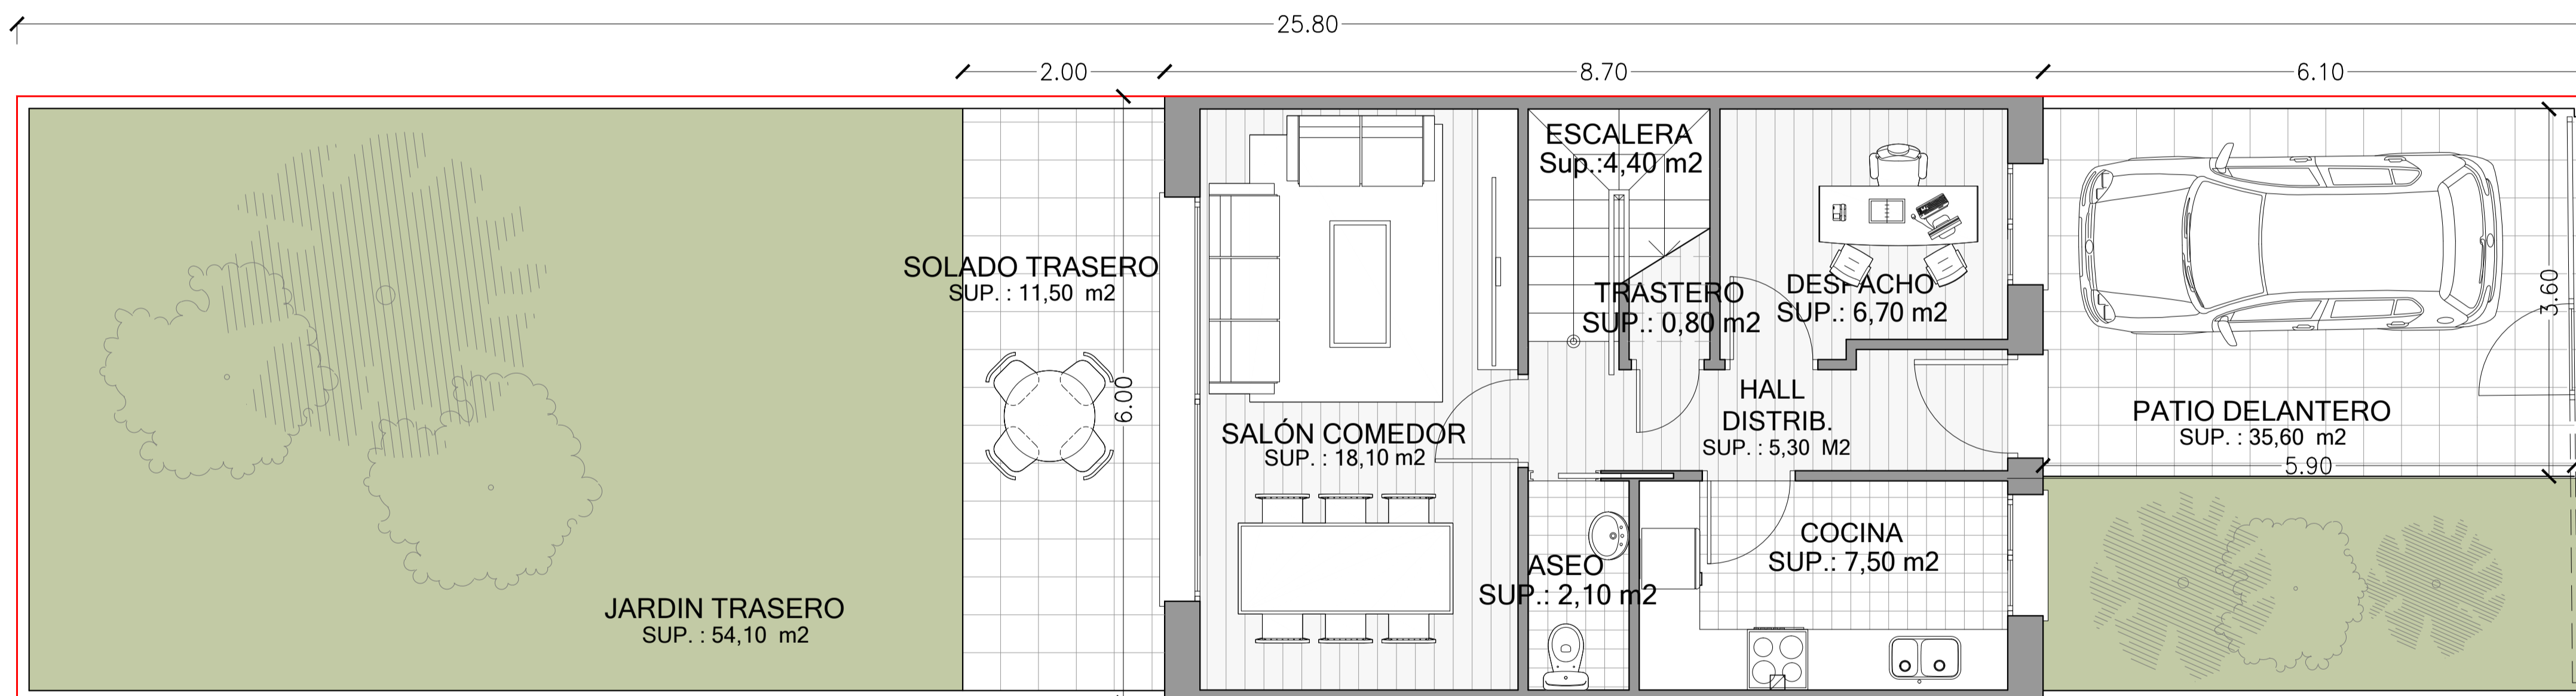 25.80
2.00
8.70
6.10
ESCALERA
Sup.:4,40 m2
SOLADO TRASERO
SUP. : 11,50 m2
TRASTERO
SUP.: 0,80 m2
DESPACHO
SUP.: 6,70 m2
3.60
6.00
HALL
DISTRIB.
SUP. : 5,30 M2
PATIO DELANTERO
SUP. : 35,60 m2
5.90
SALÓN COMEDOR
SUP. : 18,10 m2
COCINA
SUP.: 7,50 m2
ASEO
SUP.: 2,10 m2
JARDIN TRASERO
SUP. : 54,10 m2